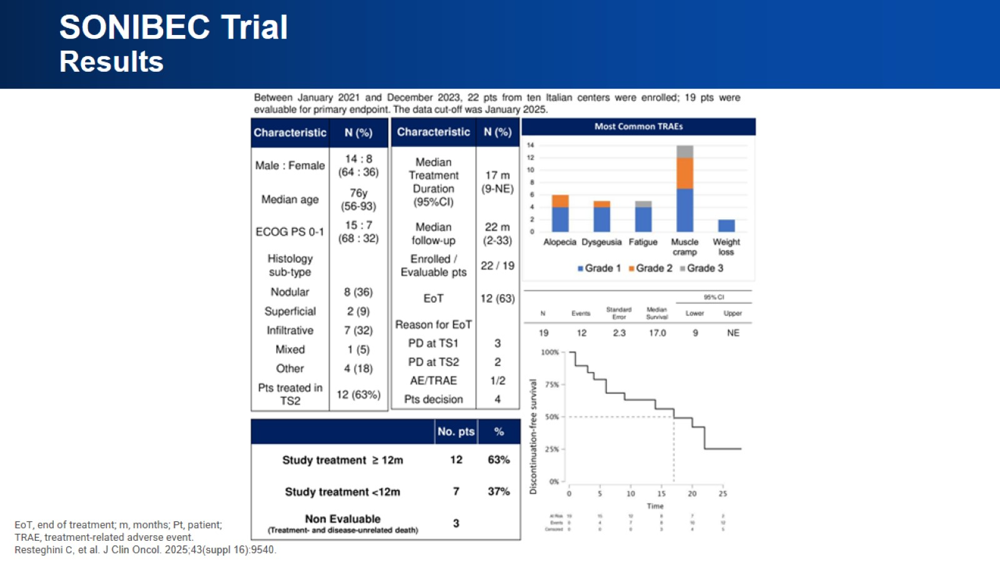 SONIBEC Trial
Results
Between January 2021 and December 2023, 22 pts from ten Italian centers were enrolled; 19 pts were
evaluable for primary endpoint. The data cut-off was January 2025.
Characteristic N (%)
Male : Female 14 : 8
(64 : 36)
Median age 76y
(56-93)
ECOG PS 0-1 15 : 7
(68 : 32)
Histology
sub-type
Nodular 8 (36)
Superficial 2 (9)
Infiltrative 7 (32)
Mixed 1 (5)
Other 4 (18)
Pts treated in
TS2 12 (63%)
Characteristic N (%)
Median
Treatment
Duration
(95%CI) 17 m
(9-NE)
Median
follow-up 22 m
(2-33)
Enrolled /
Evaluable pts 22 / 19
EoT 12 (63)
Reason for EoT
PD at TS1 3
PD at TS2 2
AE/TRAE 1/2
Pts decision 4
No. pts %
Study treatment ≥ 12m 12 63%
Study treatment <12m 7 37%
Non Evaluable
(Treatment- and disease-unrelated death) 3
Most Common TRAEs
14
12
10
8
6
4
2
0
Alopecia Dysgeusia Fatigue Muscle
cramp Weight
loss
Grade 1 Grade 2 Grade 3
95% CI
N Events Standard
Error Median
Survival Lower Upper
19 12 2.3 17.0 9 NE
Discontinuation-free survival
100%
75%
50%
25%
0%
0 5 10 15 20 25
Time
At Risk 19 15 12 8 7 2
Events 0 4 7 8 10 12
Censored 0 0 0 3 4 5
EoT, end of treatment; m, months; Pt, patient;
TRAE, treatment-related adverse event.
Resteghini C, et al. J Clin Oncol. 2025;43(suppl 16):9540.